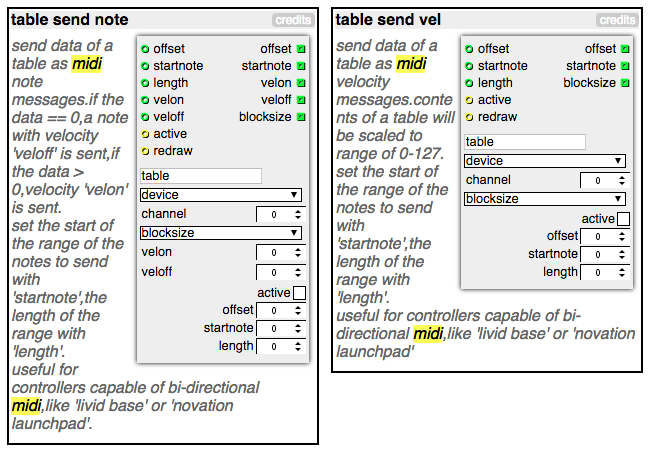 table send note
credits
send data of a
table as midi
note
messages.if the
data == 0,a note
with velocity
'veloff' is sent,if
the data >
0,velocity 'velon'
is sent.
set the start of
the range of the
notes to send
with
'startnote',the
length of the
range with
'length'.
useful for
controllers capable of bi-directional
midi,like 'livid base' or 'novation
launchpad'.
offset offset
startnote startnote
length velon
velon veloff
veloff blocksize
active
redraw
table
device
channel 0
blocksize
velon 0
veloff 0
active
offset 0
startnote 0
length 0
table send vel
credits
send data of a
table as midi
velocity
messages.conte
nts of a table will
be scaled to
range of 0-127.
set the start of
the range of the
notes to send
with
'startnote',the
length of the
range with
'length'.
useful for controllers capable of bi-
directional midi,like 'livid base' or 'novation
launchpad'
offset offset
startnote startnote
length blocksize
active
redraw
table
device
channel 0
blocksize
active
offset 0
startnote 0
length 0